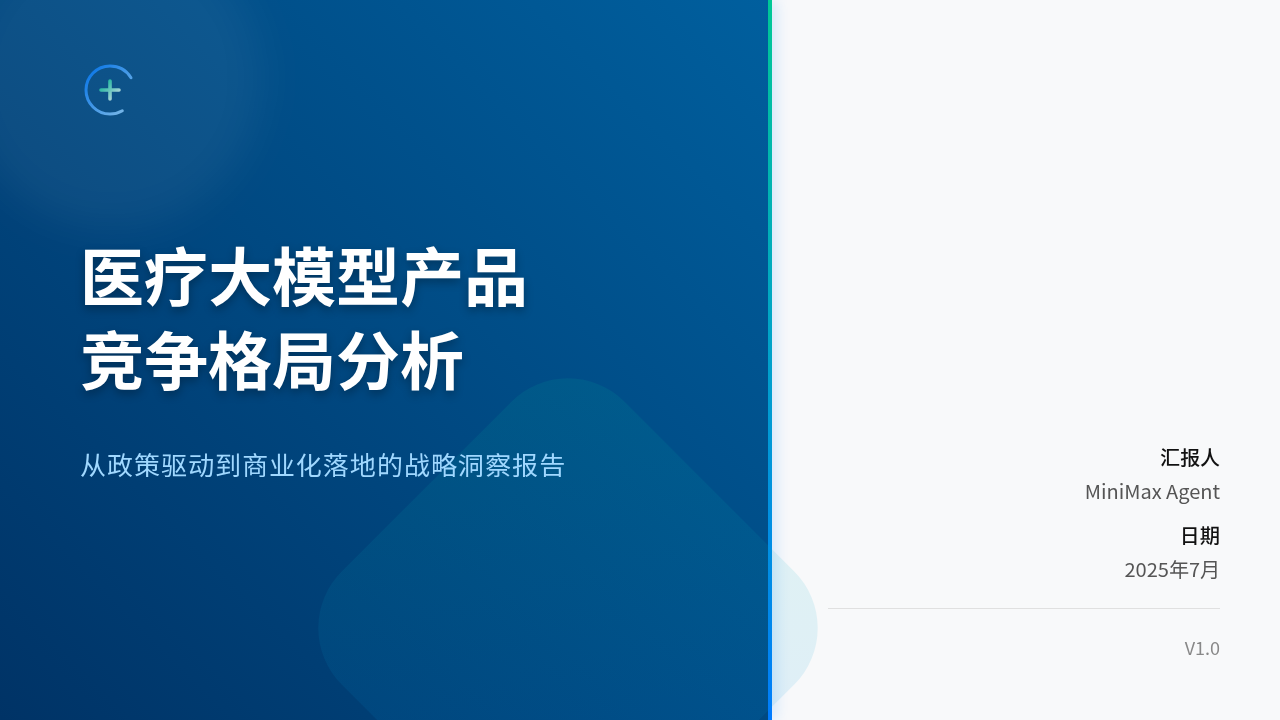 医疗大模型产品
竞争格局分析
从政策驱动到商业化落地的战略洞察报告
汇报人
MiniMax Agent
日期
2025年7月
V1.0